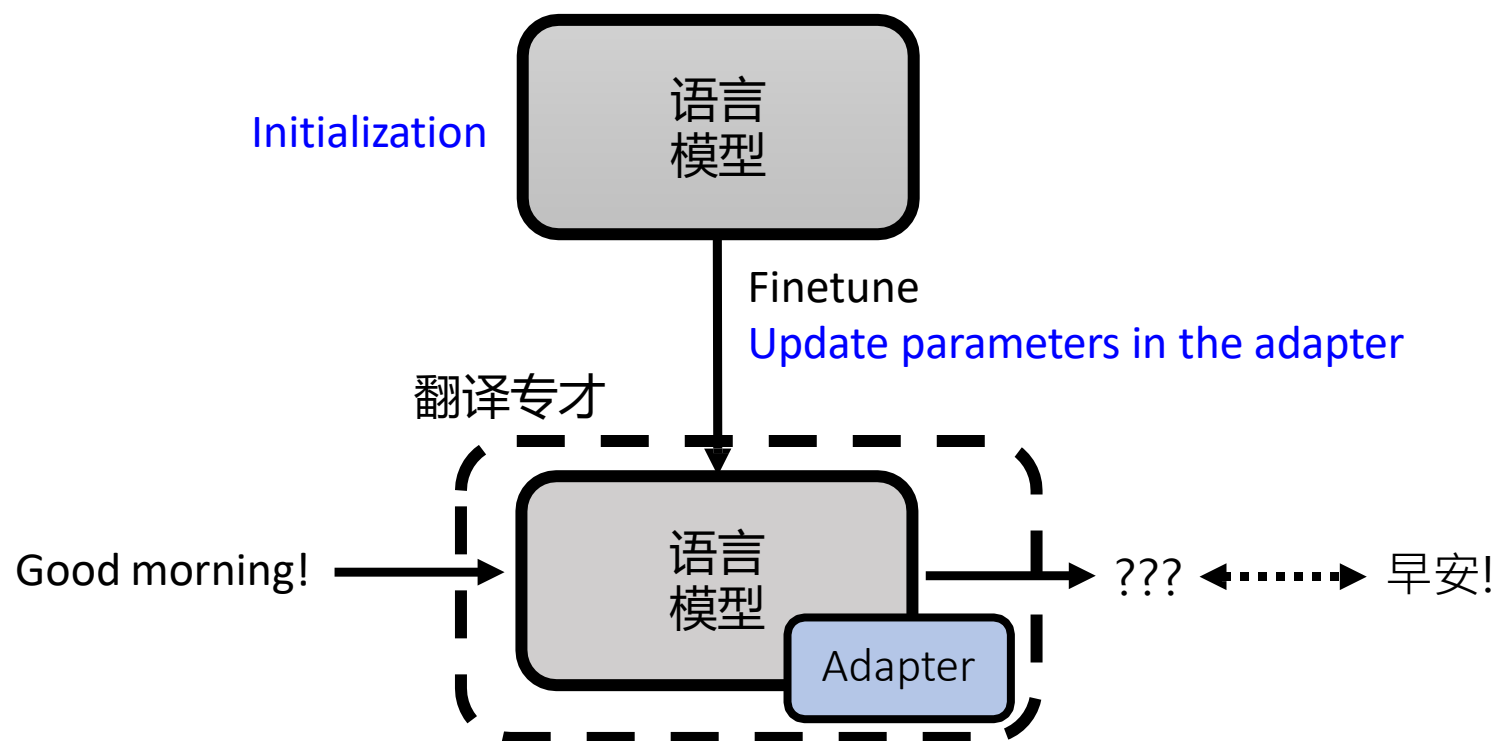 Initialization
语言
模型
Finetune
Update parameters in the adapter
翻译专才
Good morning!
语言
模型
Adapter
???
早安!